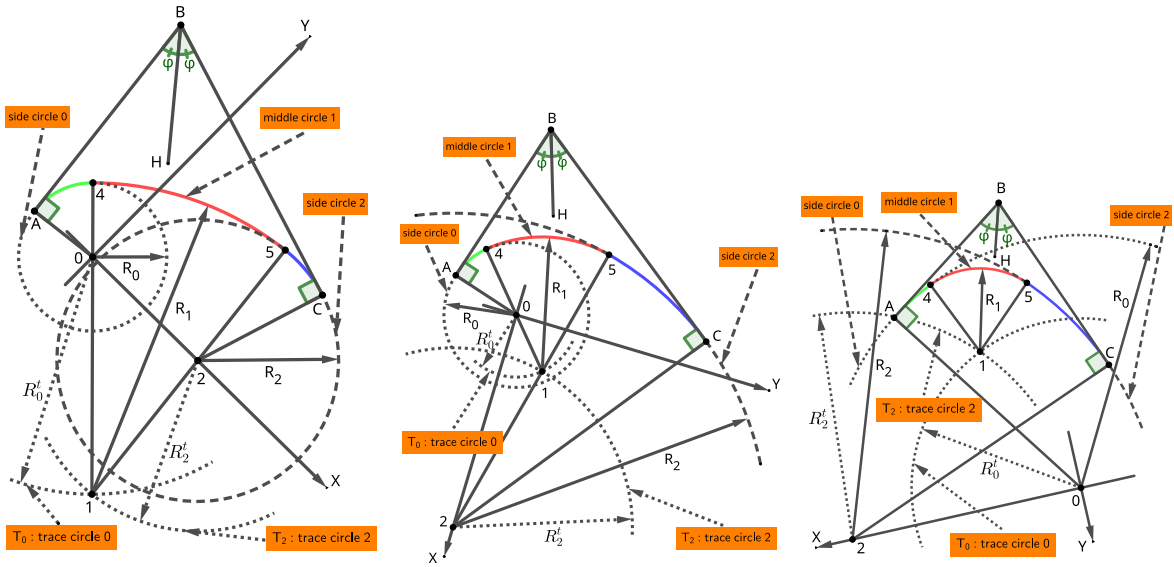 B
Y
φ φ
side circle 0
middle circle 1
H
4
A
side circle 2
5
0
R₀
R₁
C
2
R₂
R₀ᵗ
R₂ᵗ
X
1
T₀ : trace circle 0
T₂ : trace circle 2
B
middle circle 1
φ φ
H
side circle 0
4
5
side circle 2
A
R₁
0
R₀
R₀ᵗ
C
1
Y
T₀ : trace circle 0
R₂
2
X
R₂ᵗ
T₂ : trace circle 2
B
side circle 0
middle circle 1
side circle 2
φ φ
H
4
5
R₁
R₀
A
1
C
R₂
T₂ : trace circle 2
R₂ᵗ
R₀ᵗ
0
X
2
Y
T₀ : trace circle 0